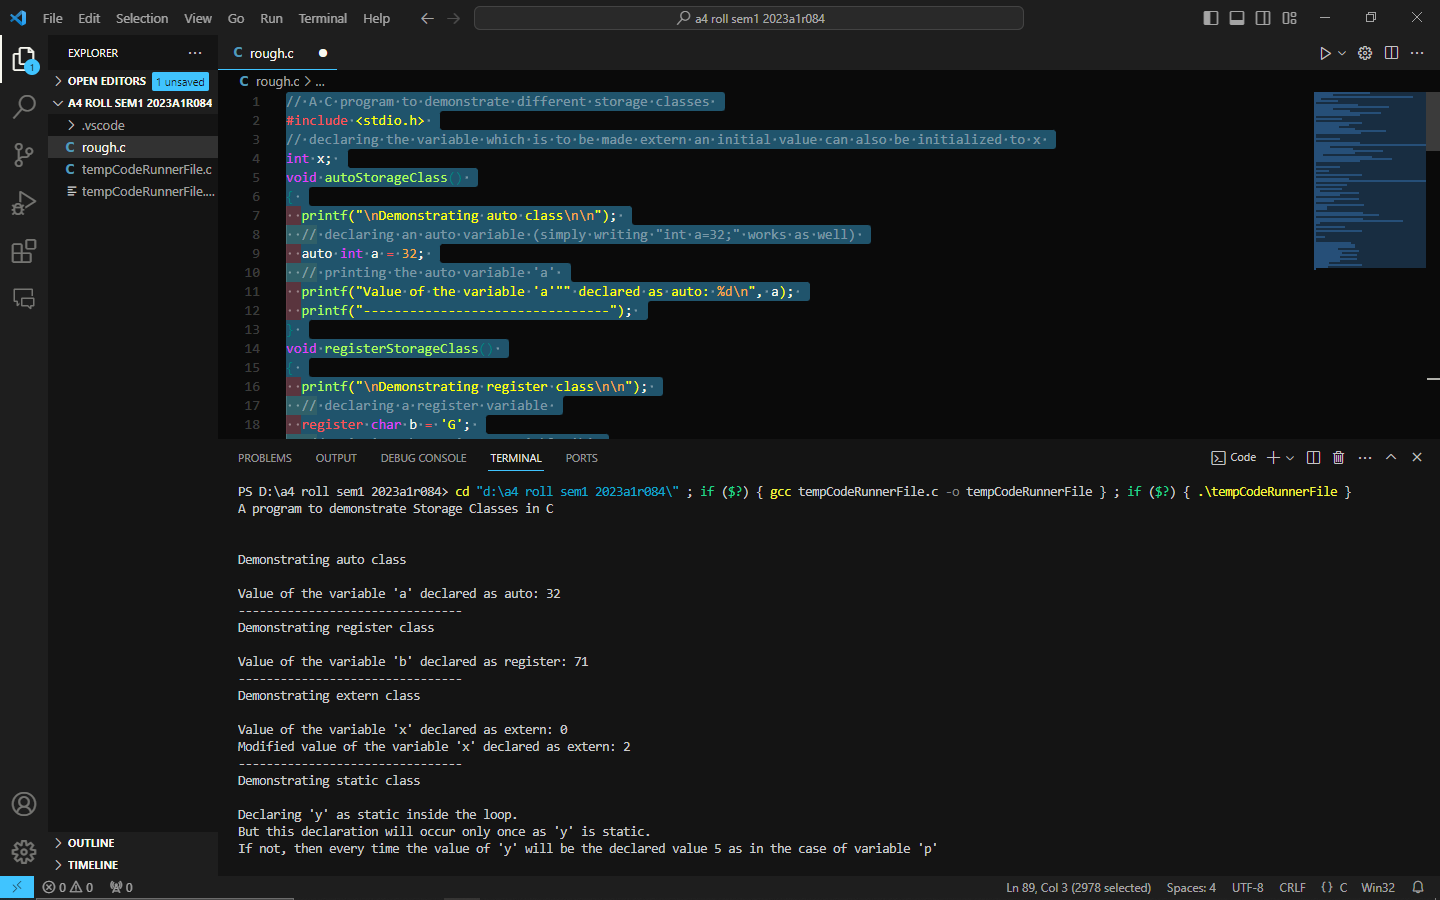 File Edit Selection View Go Run Terminal Help
a4 roll sem1 2023a1r084
EXPLORER
1
OPEN EDITORS 1 unsaved
A4 ROLL SEM1 2023A1R084
.vscode
C rough.c
C tempCodeRunnerFile.c
tempCodeRunnerFile....
OUTLINE
TIMELINE
C rough.c
C rough.c > ...
1 // A C program to demonstrate different storage classes
2 #include <stdio.h>
3 // declaring the variable which is to be made extern an initial value can also be initialized to x
4 int x;
5 void autoStorageClass()
6 {
7 printf("\nDemonstrating auto class\n\n");
8 // declaring an auto variable (simply writing "int a=32;" works as well)
9 auto int a = 32;
10 // printing the auto variable 'a'
11 printf("Value of the variable 'a'"" declared as auto: %d\n", a);
12 printf("--------------------------------");
13 }
14 void registerStorageClass()
15 {
16 printf("\nDemonstrating register class\n\n");
17 // declaring a register variable
18 register char b = 'G';
PROBLEMS OUTPUT DEBUG CONSOLE TERMINAL PORTS
Code
PS D:\a4 roll sem1 2023a1r084> cd "d:\a4 roll sem1 2023a1r084\" ; if ($?) { gcc tempCodeRunnerFile.c -o tempCodeRunnerFile } ; if ($?) { .\tempCodeRunnerFile }
A program to demonstrate Storage Classes in C
Demonstrating auto class
Value of the variable 'a' declared as auto: 32
--------------------------------
Demonstrating register class
Value of the variable 'b' declared as register: 71
--------------------------------
Demonstrating extern class
Value of the variable 'x' declared as extern: 0
Modified value of the variable 'x' declared as extern: 2
--------------------------------
Demonstrating static class
Declaring 'y' as static inside the loop.
But this declaration will occur only once as 'y' is static.
If not, then every time the value of 'y' will be the declared value 5 as in the case of variable 'p'
0 0 0
Ln 89, Col 3 (2978 selected) Spaces: 4 UTF-8 CRLF {} C Win32